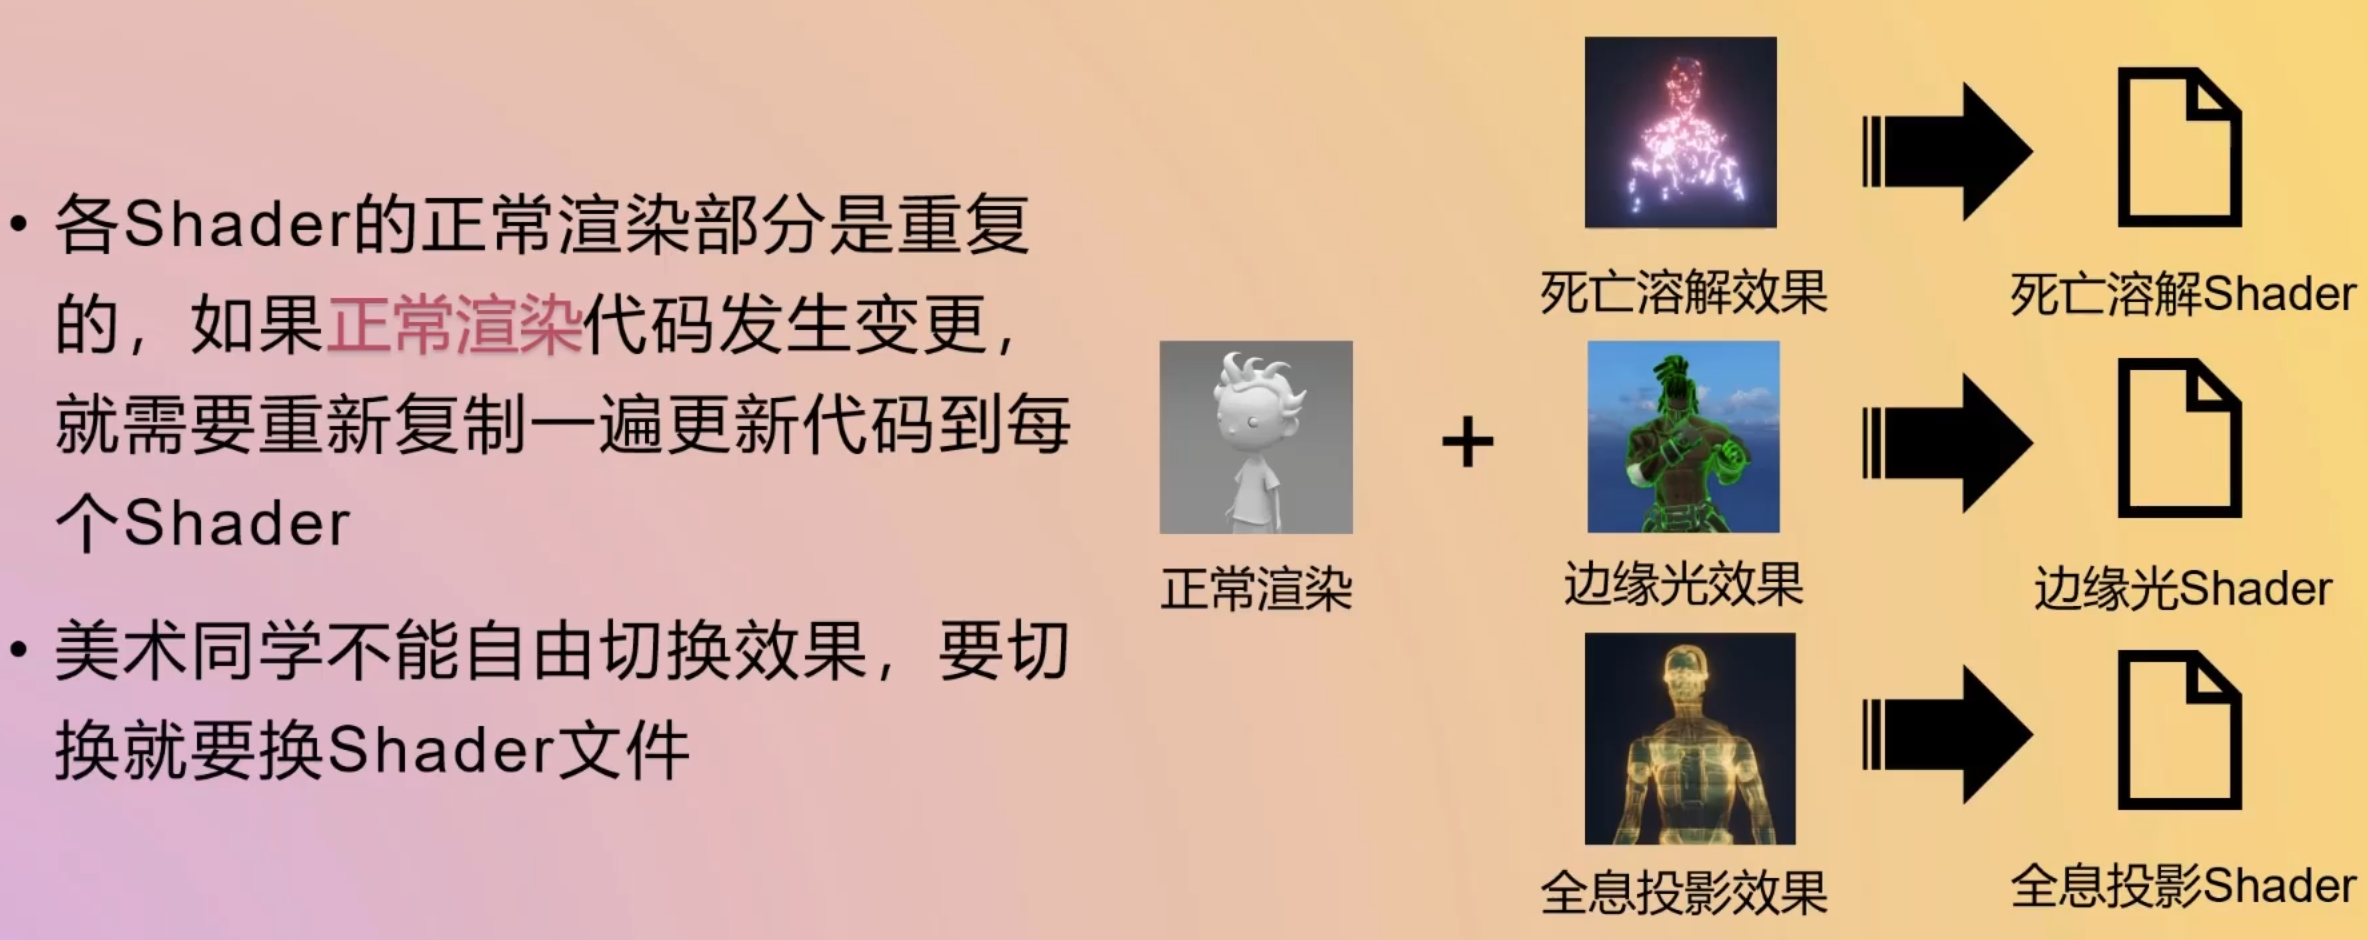 • 各Shader的正常渲染部分是重复
的，如果正常渲染代码发生变更，
就需要重新复制一遍更新代码到每
个Shader
• 美术同学不能自由切换效果，要切
换就要换Shader文件
正常渲染
+
死亡溶解效果
死亡溶解Shader
边缘光效果
边缘光Shader
全息投影效果
全息投影Shader